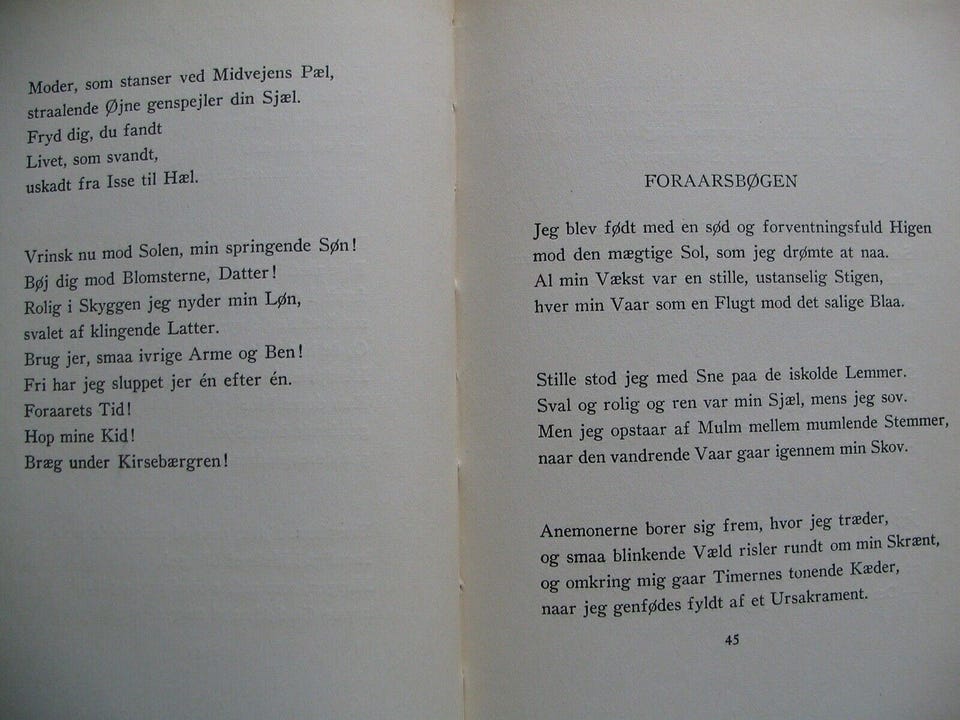 Moder, som stanser ved Midvejens Pæl,
straalende Øjne genspejler din Sjæl.
Fryd dig, du fandt
Livet, som svandt,
uskadt fra Isse til Hæl.
Vrinsk nu mod Solen, min springende Søn!
Bøj dig mod Blomsterne, Datter!
Rolig i Skyggen jeg nyder min Løn,
svalet af klingende Latter.
Brug jer, smaa ivrige Arme og Ben!
Fri har jeg sluppet jer én efter én.
Foraarets Tid!
Hop mine Kid!
Bræg under Kirsebærgren!
FORAARSBØGEN
Jeg blev født med en sød og forventningsfuld Higen
mod den mægtige Sol, som jeg drømte at naa.
Al min Vækst var en stille, ustanselig Stigen,
hver min Vaar som en Flugt mod det salige Blaa.
Stille stod jeg med Sne paa de iskolde Lemmer.
Sval og rolig og ren var min Sjæl, mens jeg sov.
Men jeg opstaar af Mulm mellem mumlende Stemmer,
naar den vandrende Vaar gaar igennem min Skov.
Anemonerne borer sig frem, hvor jeg træder,
og smaa blinkende Væld risler rundt om min Skrænt,
og omkring mig gaar Timernes tonende Kæder,
naar jeg genfødes fyldt af et Ursakrament.
45